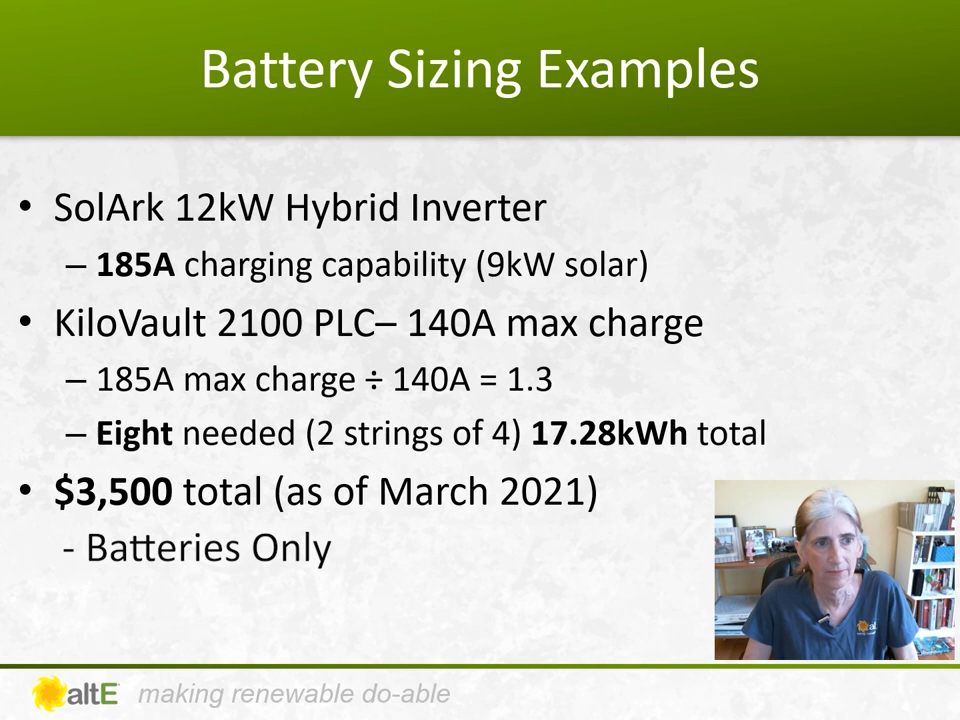 Battery Sizing Examples
• SolArk 12kW Hybrid Inverter
– 185A charging capability (9kW solar)
• KiloVault 2100 PLC– 140A max charge
– 185A max charge ÷ 140A = 1.3
– Eight needed (2 strings of 4) 17.28kWh total
• $3,500 total (as of March 2021)
- Batteries Only
alt
altE making renewable do-able